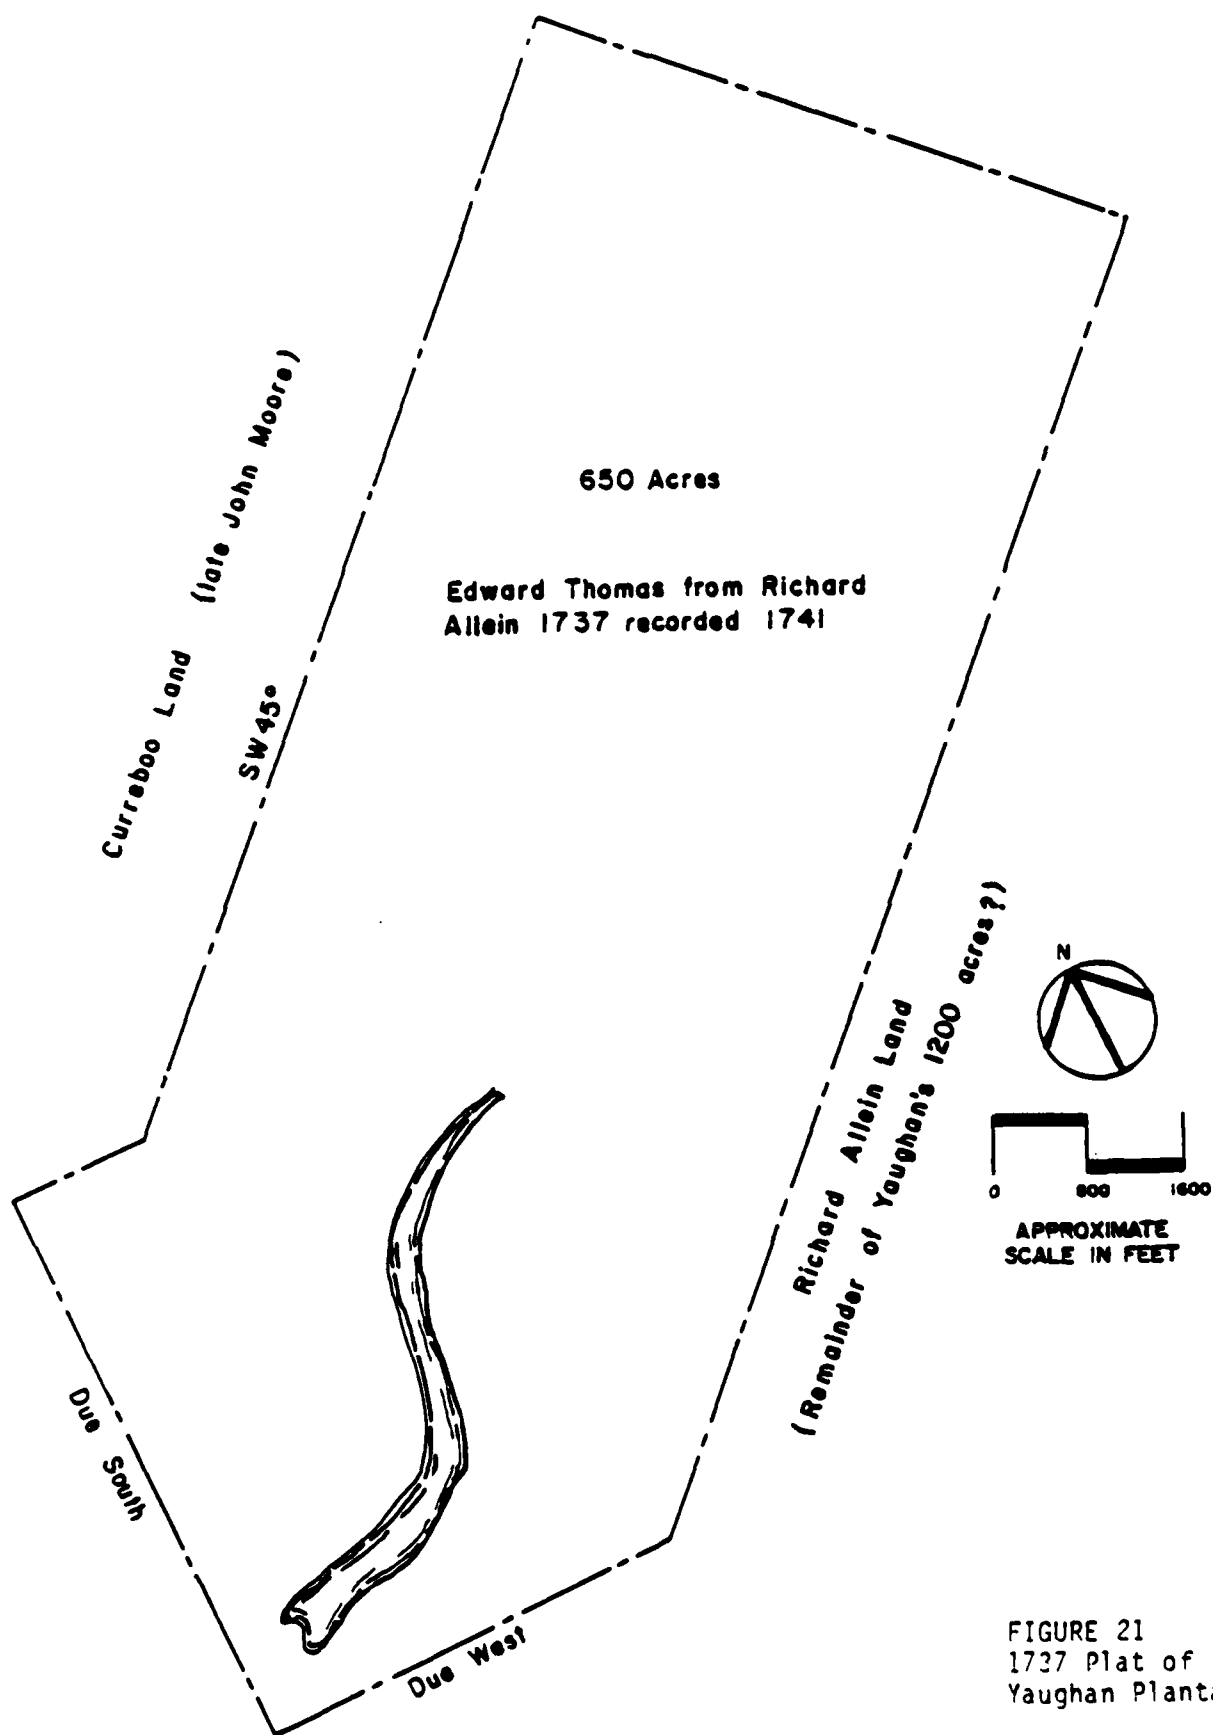 650 Acres
Edward Thomas from Richard
Allein 1737 recorded 1741
Curreboo Land (late John Moore)
SW 45°
Richard Allein Land
(Remainder of Yaughan's 1200 acres?)
N
0 800 1600
APPROXIMATE
SCALE IN FEET
Due South
Due West
FIGURE 21
1737 Plat of
Yaughan Planta